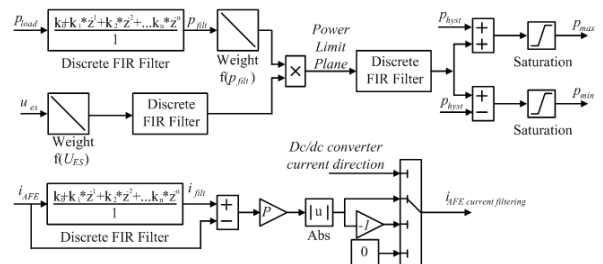 p_load
k0+k1*z^-1+k2*z^-2+...kn*z^-n
1
Discrete FIR Filter
p_filt
Weight
f(p_filt)
u_es
Weight
f(U_ES)
Discrete
FIR Filter
×
Power
Limit
Plane
Discrete
FIR Filter
p_hyst
+
+
Saturation
p_max
p_hyst
+
−
Saturation
p_min
Dc/dc converter
current direction
i_AFE
k0+k1*z^-1+k2*z^-2+...kn*z^-n
1
Discrete FIR Filter
i_filt
+
−
P
|u|
Abs
-1
0
i_AFE current filtering